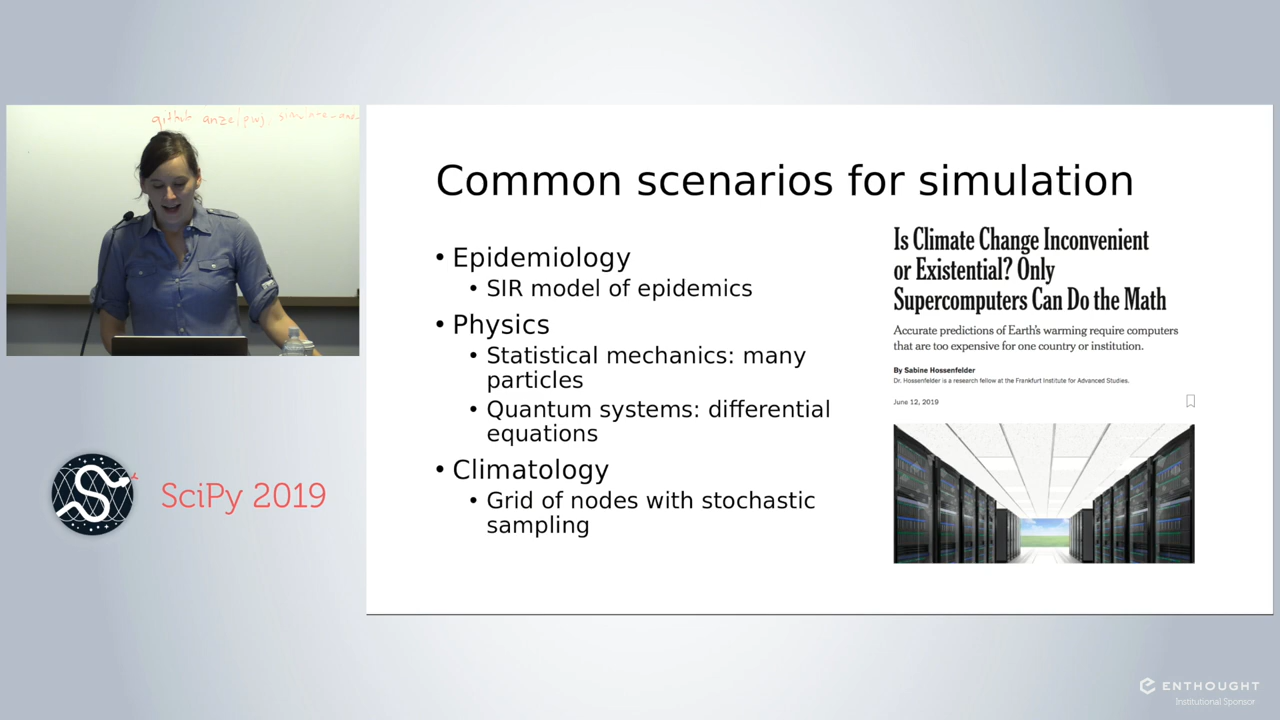 github
Common scenarios for simulation
• Epidemiology
• SIR model of epidemics
• Physics
• Statistical mechanics: many
particles
• Quantum systems: differential
equations
• Climatology
• Grid of nodes with stochastic
sampling
Is Climate Change Inconvenient
or Existential? Only
Supercomputers Can Do the Math
Accurate predictions of Earth's warming require computers
that are too expensive for one country or institution.
By Sabine Hossenfelder
Dr. Hossenfelder is a research fellow at the Frankfurt Institute for Advanced Studies.
June 12, 2019
SciPy 2019
ENTHOUGHT
Institutional Sponsor